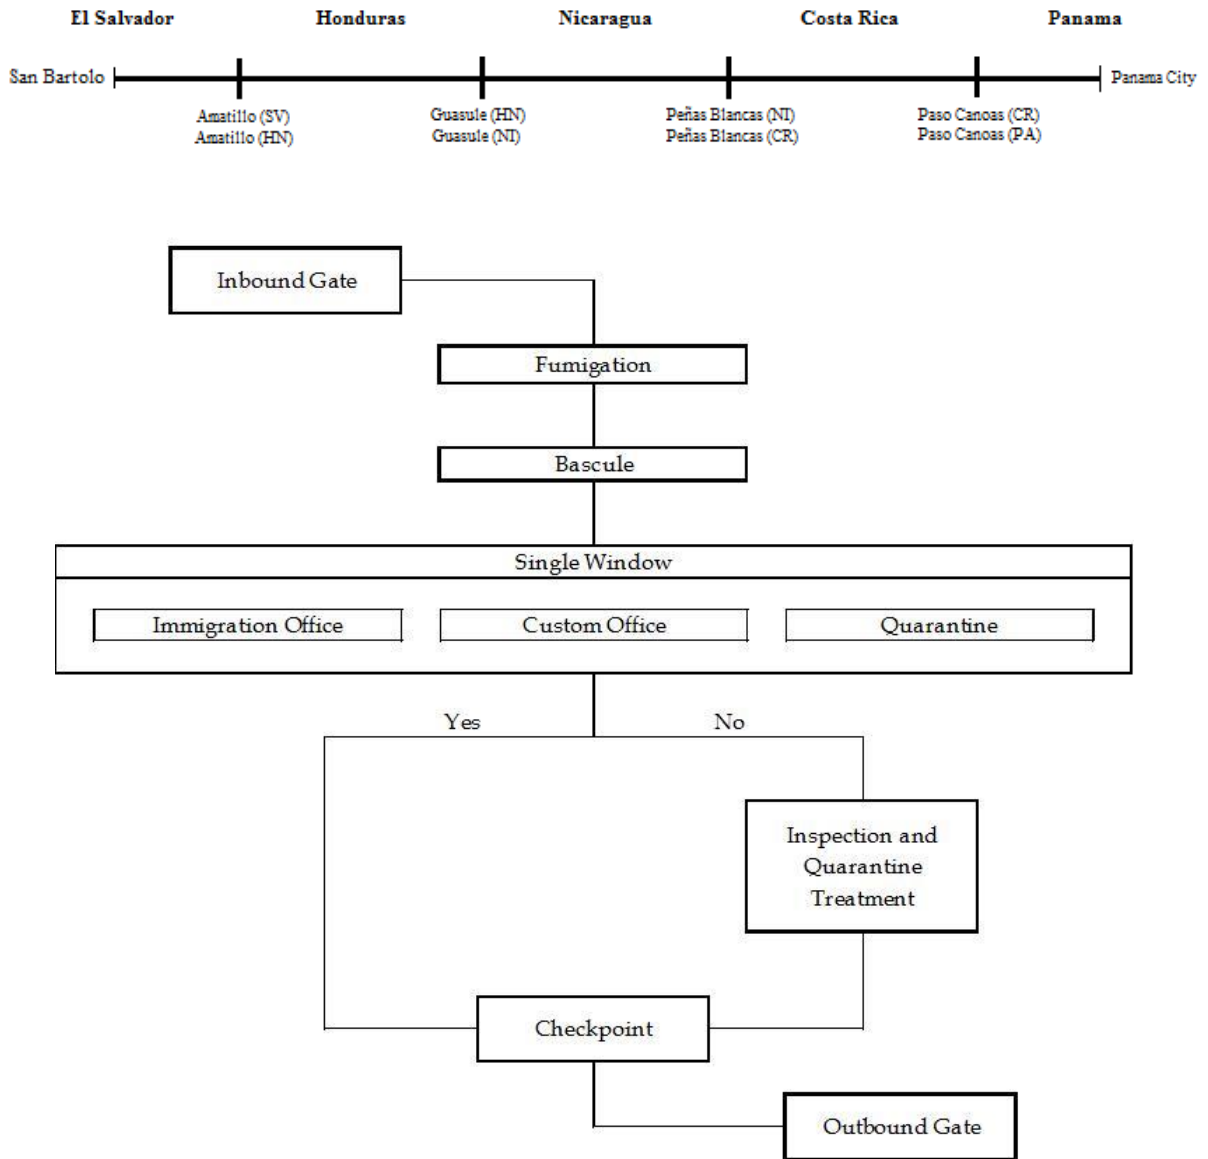 El Salvador Honduras Nicaragua Costa Rica Panama
San Bartolo Panama City
Amatillo (SV) Guasule (HN) Peñas Blancas (NI) Paso Canoas (CR)
Amatillo (HN) Guasule (NI) Peñas Blancas (CR) Paso Canoas (PA)
Inbound Gate
Fumigation
Bascule
Single Window
Immigration Office Custom Office Quarantine
Yes No
Inspection and
Quarantine
Treatment
Checkpoint
Outbound Gate